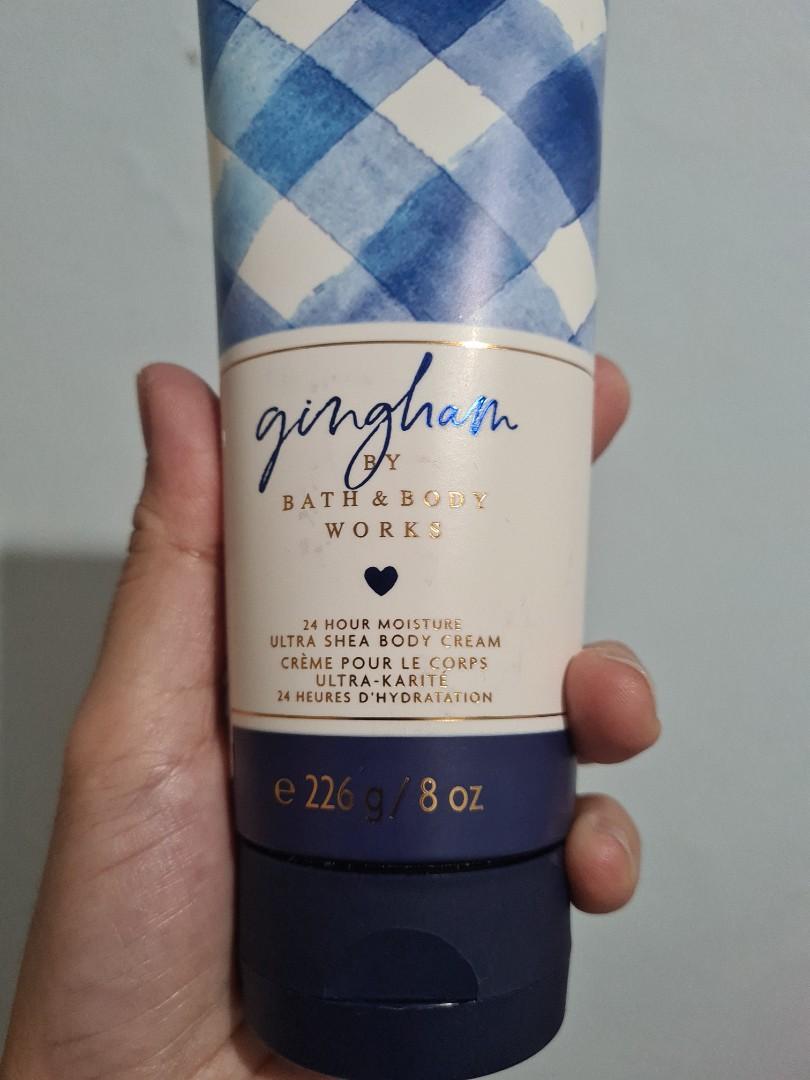 gingham
BY
BATH & BODY
WORKS
24 HOUR MOISTURE
ULTRA SHEA BODY CREAM
CRÈME POUR LE CORPS
ULTRA-KARITÉ
24 HEURES D'HYDRATATION
℮ 226 g / 8 oz